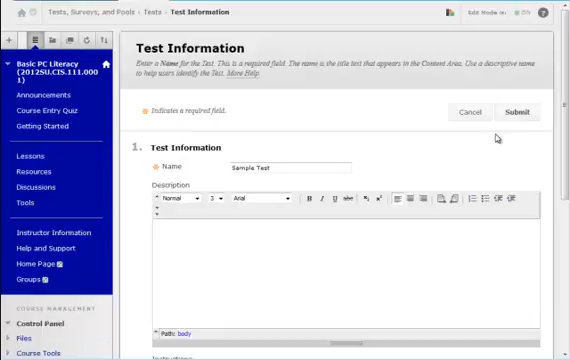 Tests, Surveys, and Pools > Tests > Test Information
Edit Mode is: ON
?
Basic PC Literacy
(2012SU.CIS.111.000
1)
Announcements
Course Entry Quiz
Getting Started
Lessons
Resources
Discussions
Tools
Instructor Information
Help and Support
Home Page
Groups
COURSE MANAGEMENT
Control Panel
Files
Course Tools
Test Information
Enter a Name for the Test. This is a required field. The name is the title text that appears in the Content Area. Use a descriptive name
to help users identify the Test. More Help
Indicates a required field.
Cancel
Submit
1. Test Information
Name
Sample Test
Description
Normal 3 Arial B I U abc
Path: body
Instructions